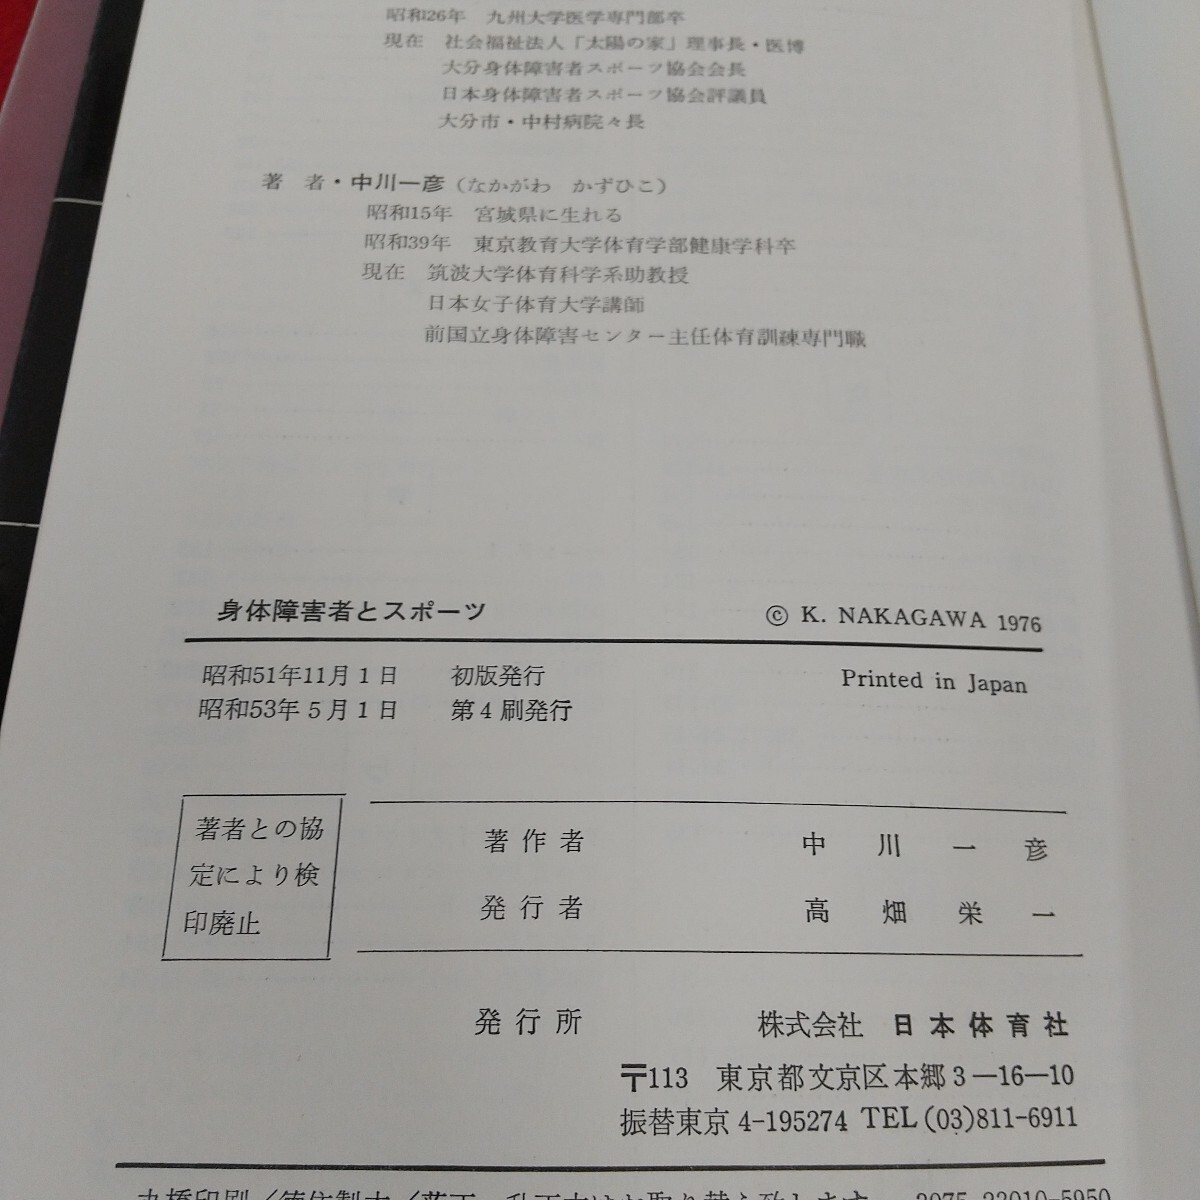 昭和26年　九州大学医学専門部卒
現在　社会福祉法人「太陽の家」理事長・医博
大分身体障害者スポーツ協会会長
日本身体障害者スポーツ協会評議員
大分市・中村病院々長
著　者・中川一彦（なかがわ　かずひこ）
昭和15年　宮城県に生れる
昭和39年　東京教育大学体育学部健康学科卒
現在　筑波大学体育科学系助教授
日本女子体育大学講師
前国立身体障害センター主任体育訓練専門職
身体障害者とスポーツ　© K. NAKAGAWA 1976
昭和51年11月1日　初版発行　Printed in Japan
昭和53年5月1日　第4刷発行
著者との協
定により検
印廃止
著作者　中川一彦
発行者　高畑栄一
発行所　株式会社　日本体育社
〒113　東京都文京区本郷3－16－10
振替東京4-195274 TEL(03)811-6911